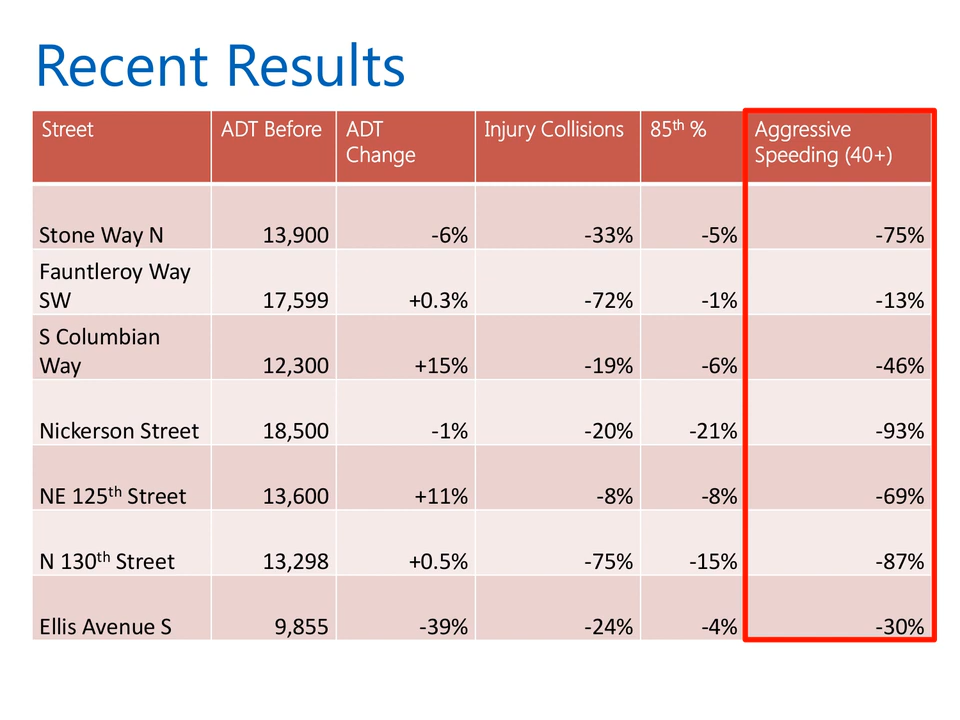 Recent Results
Street ADT Before ADT Change Injury Collisions 85th % Aggressive Speeding (40+)
Stone Way N 13,900 -6% -33% -5% -75%
Fauntleroy Way SW 17,599 +0.3% -72% -1% -13%
S Columbian Way 12,300 +15% -19% -6% -46%
Nickerson Street 18,500 -1% -20% -21% -93%
NE 125th Street 13,600 +11% -8% -8% -69%
N 130th Street 13,298 +0.5% -75% -15% -87%
Ellis Avenue S 9,855 -39% -24% -4% -30%